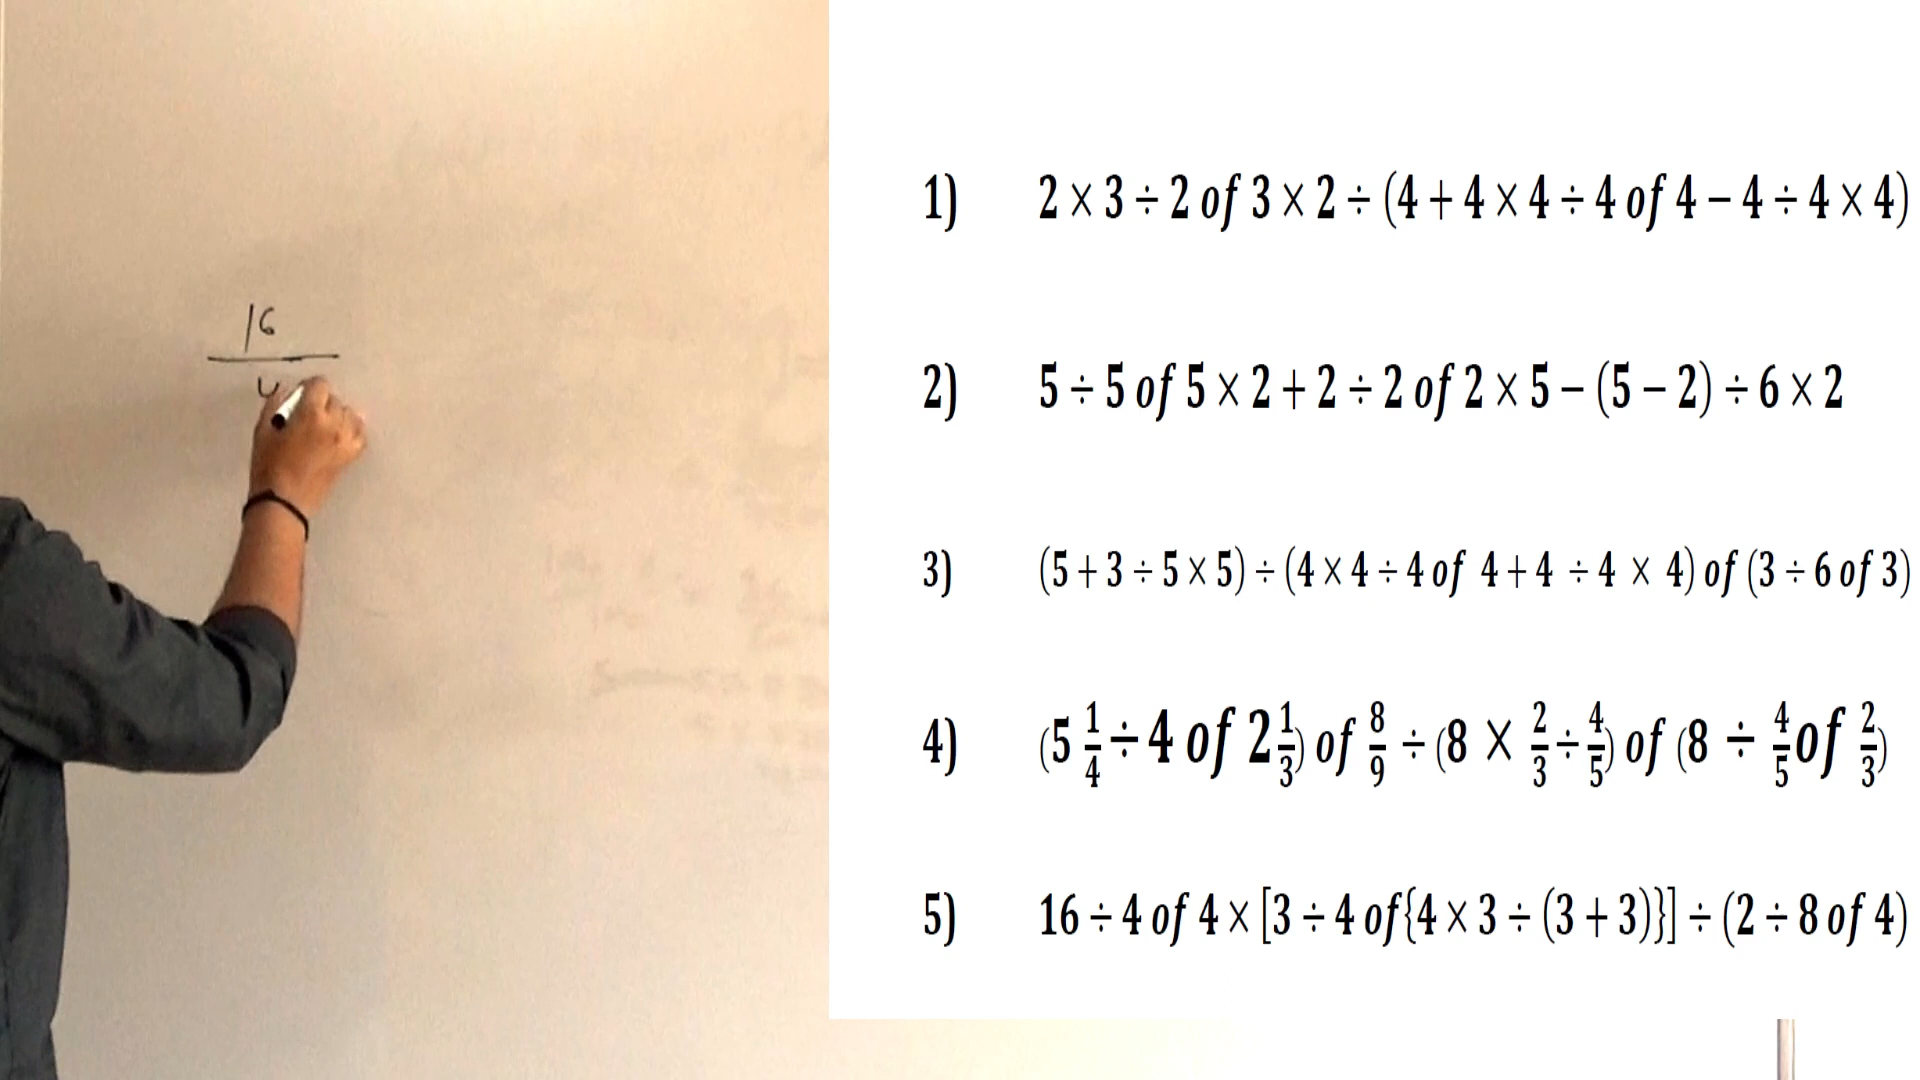 16
4
1) 2 × 3 ÷ 2 of 3 × 2 ÷ (4 + 4 × 4 ÷ 4 of 4 − 4 ÷ 4 × 4)
2) 5 ÷ 5 of 5 × 2 + 2 ÷ 2 of 2 × 5 − (5 − 2) ÷ 6 × 2
3) (5 + 3 ÷ 5 × 5) ÷ (4 × 4 ÷ 4 of 4 + 4 ÷ 4 × 4) of (3 ÷ 6 of 3)
4) (5 1/4 ÷ 4 of 2 1/3) of 8/9 ÷ (8 × 2/3 ÷ 4/5) of (8 ÷ 4/5 of 2/3)
5) 16 ÷ 4 of 4 × [3 ÷ 4 of{4 × 3 ÷ (3 + 3)}] ÷ (2 ÷ 8 of 4)